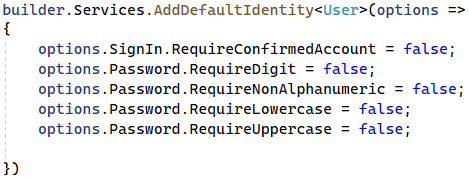 builder.Services.AddDefaultIdentity<User>(options =>
{
    options.SignIn.RequireConfirmedAccount = false;
    options.Password.RequireDigit = false;
    options.Password.RequireNonAlphanumeric = false;
    options.Password.RequireLowercase = false;
    options.Password.RequireUppercase = false;
})